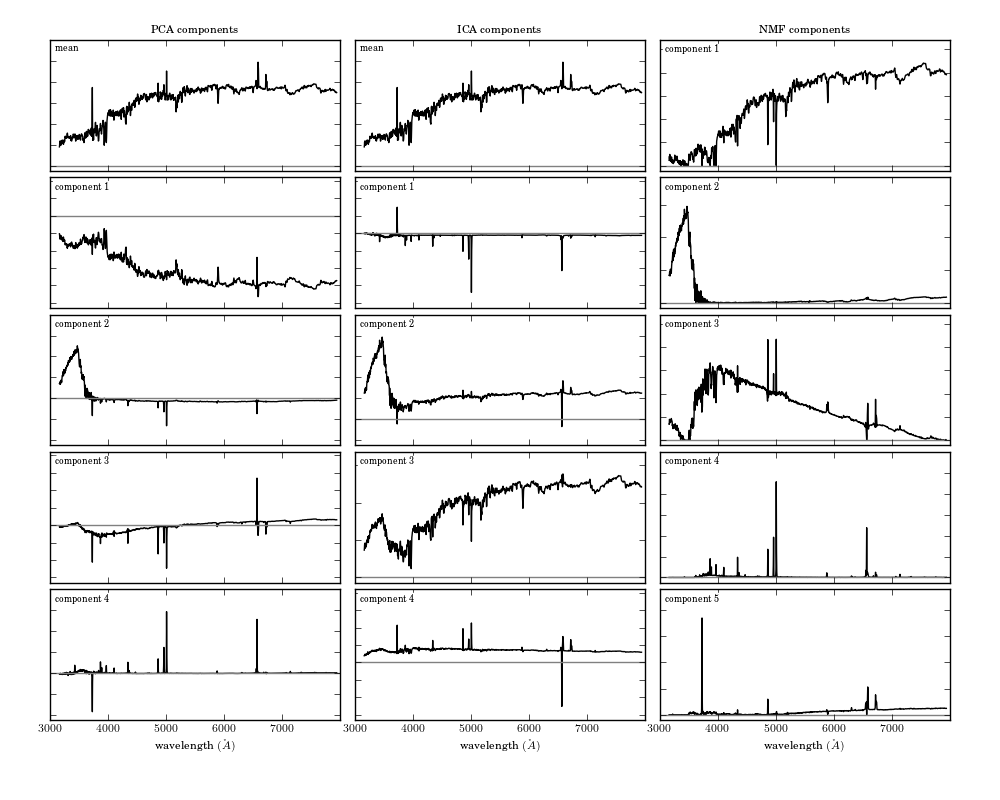 PCA components
ICA components
NMF components
mean
mean
component 1
component 1
component 1
component 2
component 2
component 2
component 3
component 3
component 3
component 4
component 4
component 4
component 5
3000 4000 5000 6000 7000
3000 4000 5000 6000 7000
3000 4000 5000 6000 7000
wavelength (Å)
wavelength (Å)
wavelength (Å)